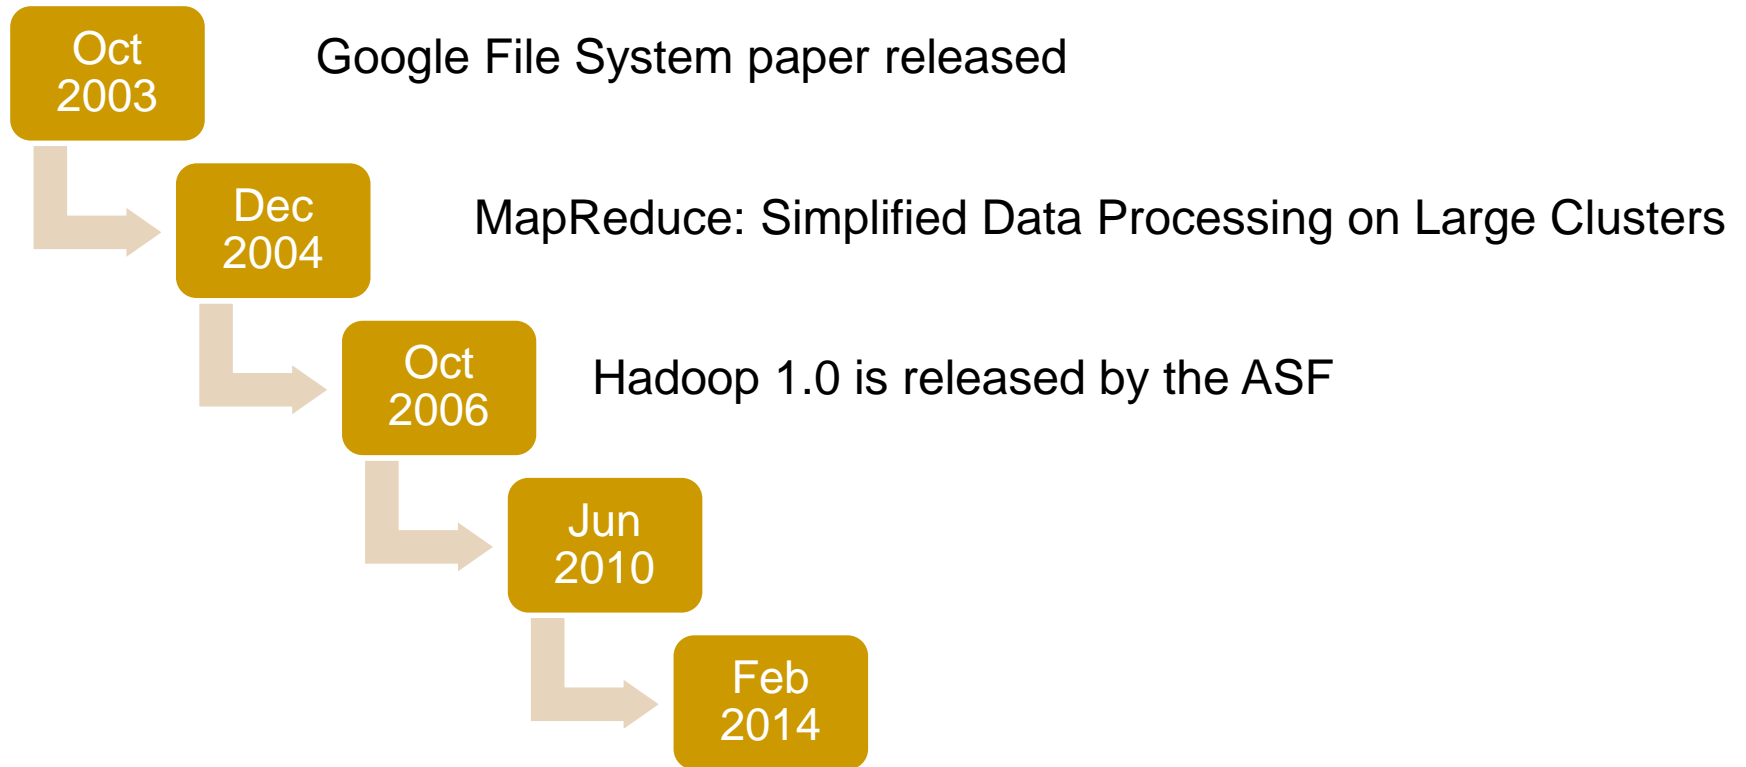 Oct
2003
Google File System paper released
Dec
2004
MapReduce: Simplified Data Processing on Large Clusters
Oct
2006
Hadoop 1.0 is released by the ASF
Jun
2010
Feb
2014